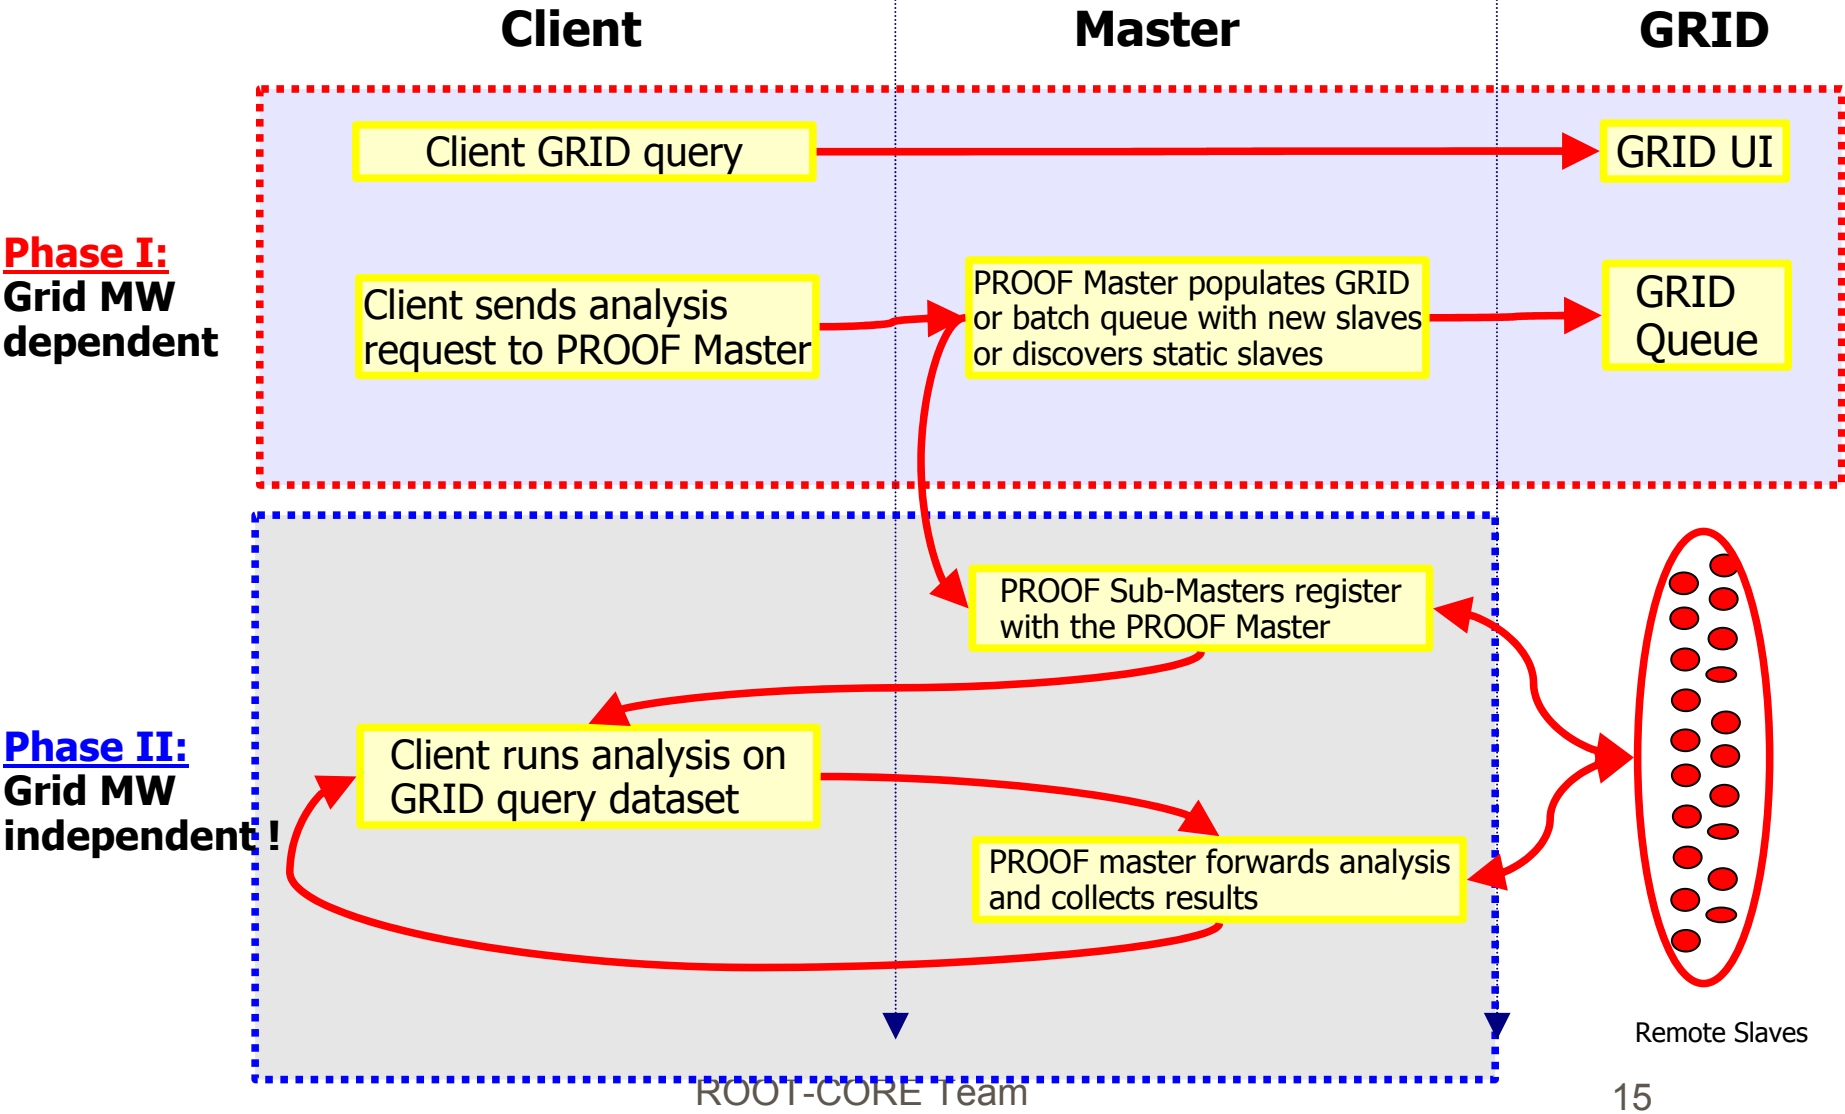 Client
Master
GRID
Client GRID query
GRID UI
Phase I:
Grid MW
dependent
Client sends analysis
request to PROOF Master
PROOF Master populates GRID
or batch queue with new slaves
or discovers static slaves
GRID
Queue
PROOF Sub-Masters register
with the PROOF Master
Phase II:
Grid MW
independent !
Client runs analysis on
GRID query dataset
PROOF master forwards analysis
and collects results
Remote Slaves
ROOT-CORE Team
15